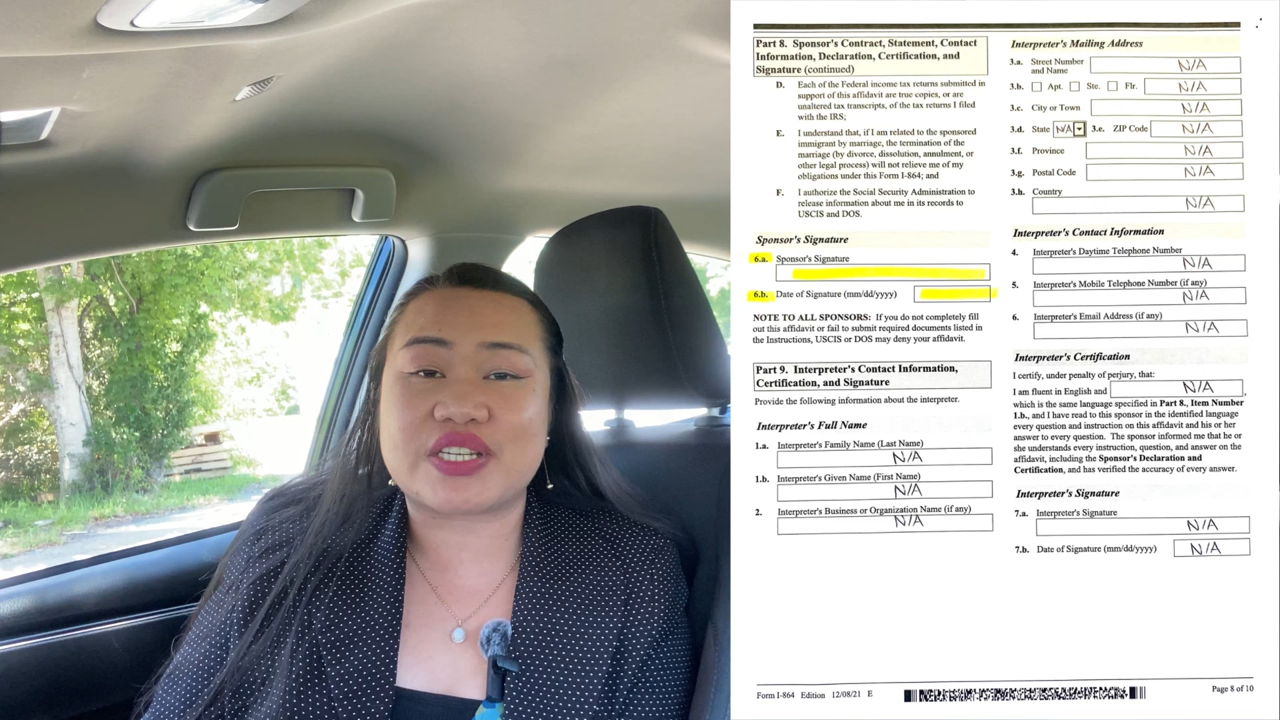 Part 8. Sponsor's Contract, Statement, Contact
Information, Declaration, Certification, and
Signature (continued)
D. Each of the Federal income tax returns submitted in
support of this affidavit are true copies, or are
unaltered tax transcripts, of the tax returns I filed
with the IRS;
E. I understand that, if I am related to the sponsored
immigrant by marriage, the termination of the
marriage (by divorce, dissolution, annulment, or
other legal process) will not relieve me of my
obligations under this Form I-864; and
F. I authorize the Social Security Administration to
release information about me in its records to
USCIS and DOS.
Sponsor's Signature
6.a. Sponsor's Signature
6.b. Date of Signature (mm/dd/yyyy)
NOTE TO ALL SPONSORS: If you do not completely fill
out this affidavit or fail to submit required documents listed in
the Instructions, USCIS or DOS may deny your affidavit.
Part 9. Interpreter's Contact Information,
Certification, and Signature
Provide the following information about the interpreter.
Interpreter's Full Name
1.a. Interpreter's Family Name (Last Name)
N/A
1.b. Interpreter's Given Name (First Name)
N/A
2. Interpreter's Business or Organization Name (if any)
N/A
Interpreter's Mailing Address
3.a. Street Number
and Name
N/A
3.b. Apt. Ste. Flr. N/A
3.c. City or Town N/A
3.d. State N/A 3.e. ZIP Code N/A
3.f. Province N/A
3.g. Postal Code N/A
3.h. Country
N/A
Interpreter's Contact Information
4. Interpreter's Daytime Telephone Number
N/A
5. Interpreter's Mobile Telephone Number (if any)
N/A
6. Interpreter's Email Address (if any)
N/A
Interpreter's Certification
I certify, under penalty of perjury, that:
I am fluent in English and N/A ,
which is the same language specified in Part 8., Item Number
1.b., and I have read to this sponsor in the identified language
every question and instruction on this affidavit and his or her
answer to every question. The sponsor informed me that he or
she understands every instruction, question, and answer on the
affidavit, including the Sponsor's Declaration and
Certification, and has verified the accuracy of every answer.
Interpreter's Signature
7.a. Interpreter's Signature
N/A
7.b. Date of Signature (mm/dd/yyyy) N/A
Form I-864 Edition 12/08/21 E
Page 8 of 10